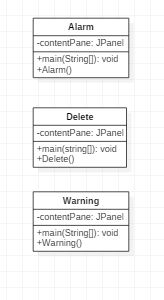 Alarm
-contentPane: JPanel
+main(String[]): void
+Alarm()
Delete
-contentPane: JPanel
+main(string[]): void
+Delete()
Warning
-contentPane: JPanel
+main(String[]): void
+Warning()